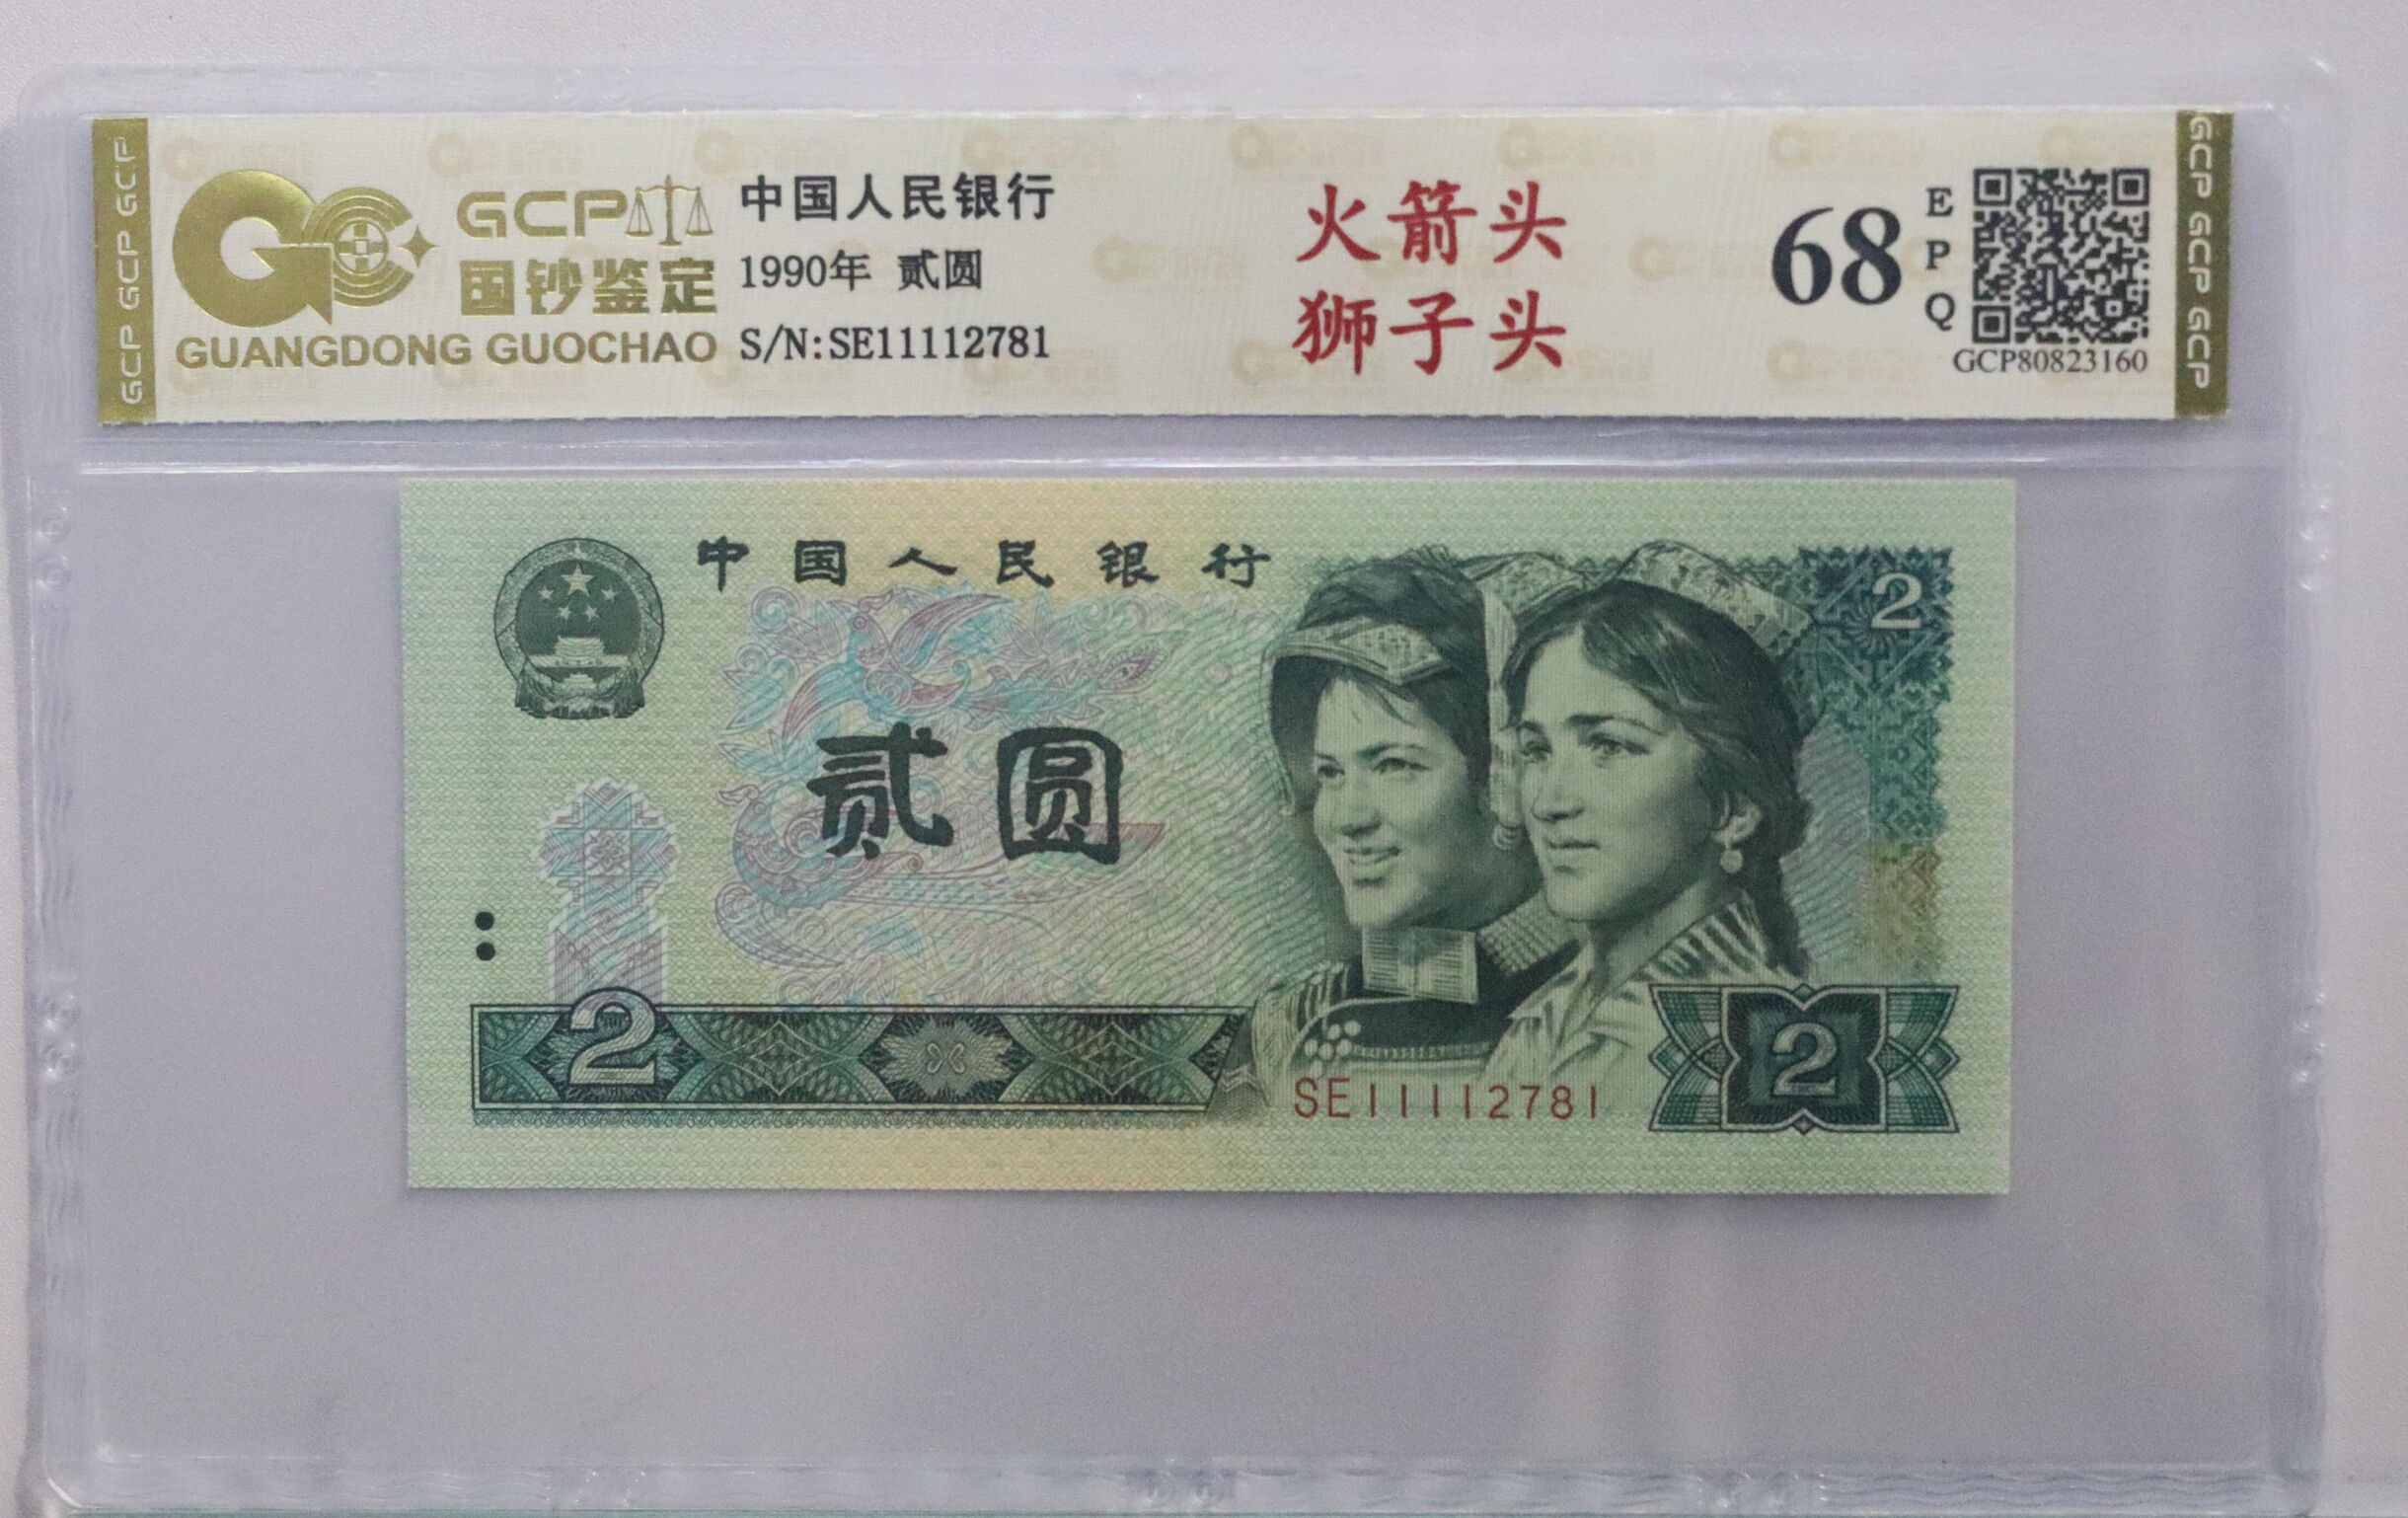 GCP GCP GCP
GCP
国钞鉴定
GUANGDONG GUOCHAO
中国人民银行
1990年 贰圆
S/N:SE11112781
火箭头
狮子头
68
E
P
Q
GCP80823160
GCP GCP GCP
中国人民银行
2
贰圆
2
SE11112781
2